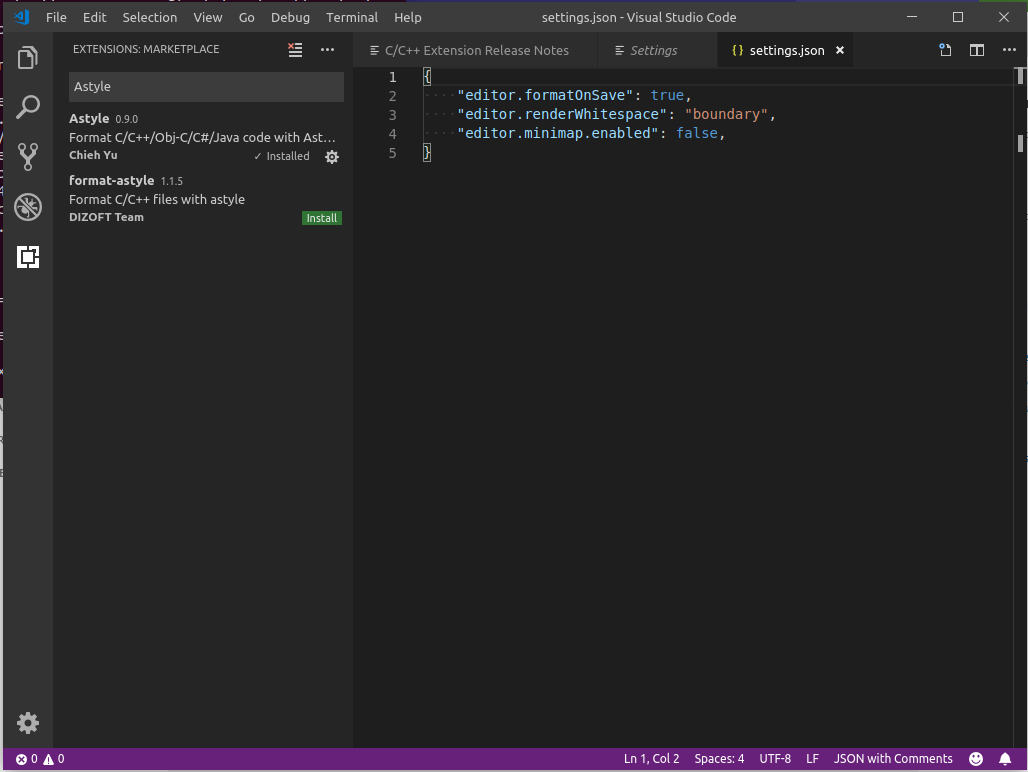 File Edit Selection View Go Debug Terminal Help
settings.json - Visual Studio Code
EXTENSIONS: MARKETPLACE
Astyle
Astyle 0.9.0
Format C/C++/Obj-C/C#/Java code with Ast...
Chieh Yu ✓ Installed
format-astyle 1.1.5
Format C/C++ files with astyle
DIZOFT Team Install
C/C++ Extension Release Notes Settings {} settings.json ×
1 {
2 ····"editor.formatOnSave": true,
3 ····"editor.renderWhitespace": "boundary",
4 ····"editor.minimap.enabled": false,
5 }
0 0 Ln 1, Col 2 Spaces: 4 UTF-8 LF JSON with Comments